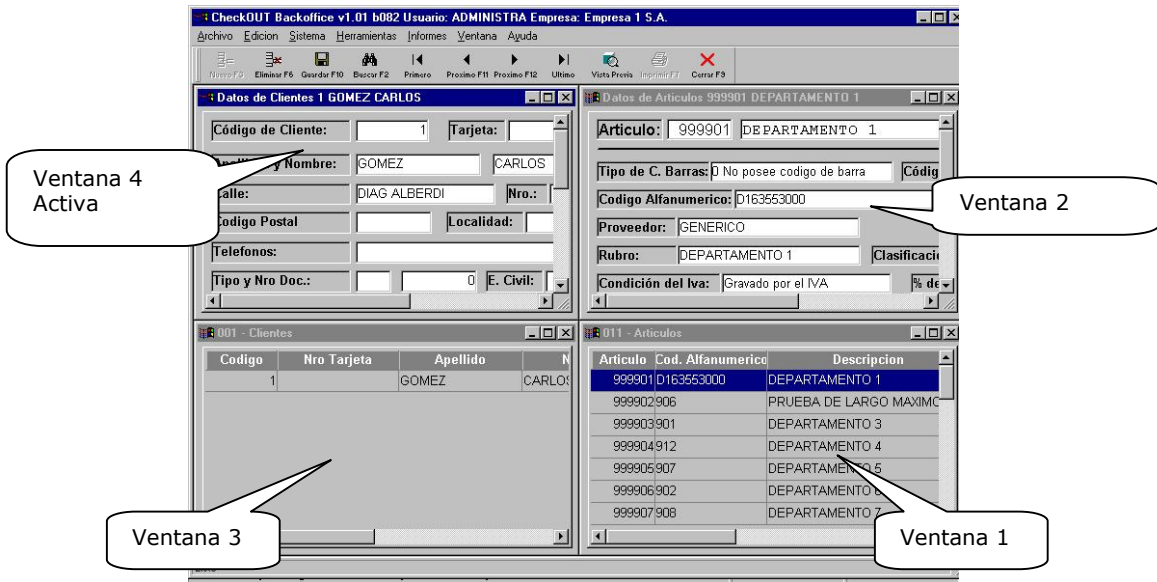 CheckOUT Backoffice v1.01 b082 Usuario: ADMINISTRA Empresa: Empresa 1 S.A.
Archivo Edicion Sistema Herramientas Informes Ventana Ayuda
Nuevo F9 Eliminar F6 Guardar F10 Buscar F2 Primero Proximo F11 Proximo F12 Ultimo Vista Previa Imprimir F7 Cerrar F3
Datos de Clientes 1 GOMEZ CARLOS
Código de Cliente: 1 Tarjeta:
Nombre: GOMEZ CARLOS
Calle: DIAG ALBERDI Nro.:
Codigo Postal Localidad:
Telefonos:
Tipo y Nro Doc.: 0 E. Civil:
Datos de Articulos 999901 DEPARTAMENTO 1
Articulo: 999901 DEPARTAMENTO 1
Tipo de C. Barras: 0 No posee codigo de barra Códig
Codigo Alfanumerico: D163553000
Proveedor: GENERICO
Rubro: DEPARTAMENTO 1 Clasificaci
Condición del Iva: Gravado por el IVA % de
Ventana 4
Activa
Ventana 2
001 - Clientes
Codigo Nro Tarjeta Apellido N
1 GOMEZ CARLOS
011 - Articulos
Articulo Cod. Alfanumerico Descripcion
999901 D163553000 DEPARTAMENTO 1
999902 906 PRUEBA DE LARGO MAXIMO
999903 901 DEPARTAMENTO 3
999904 912 DEPARTAMENTO 4
999905 907 DEPARTAMENTO 5
999906 902 DEPARTAMENTO 6
999907 908 DEPARTAMENTO 7
Ventana 3
Ventana 1